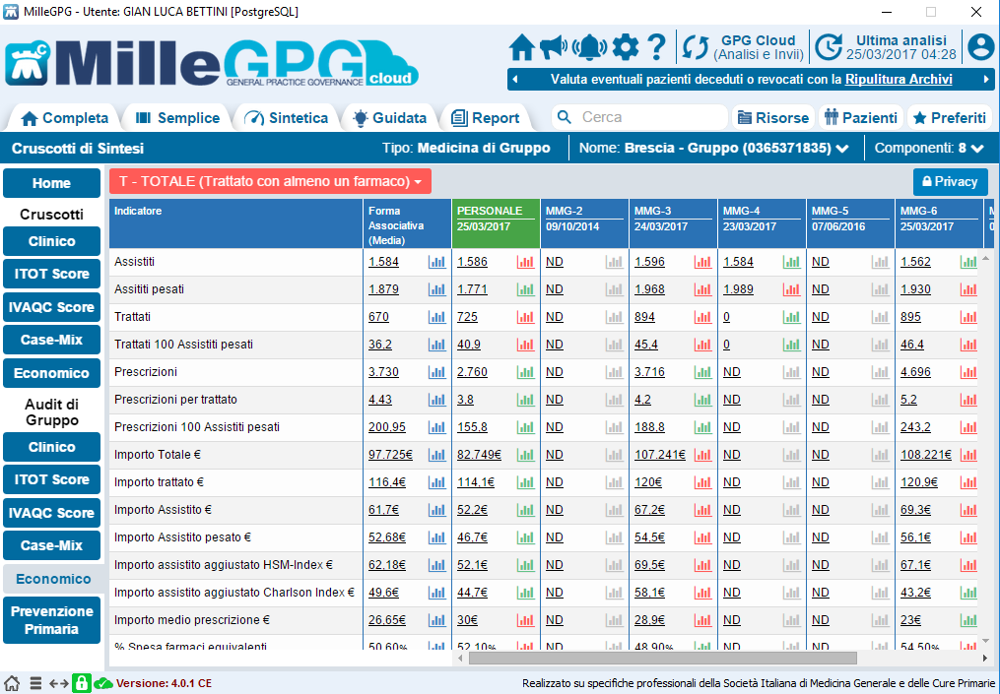 MilleGPG - Utente: GIAN LUCA BETTINI [PostgreSQL]
MilleGPG cloud
GENERAL PRACTICE GOVERNANCE
GPG Cloud
(Analisi e Invii)
Ultima analisi
25/03/2017 04:28
Valuta eventuali pazienti deceduti o revocati con la Ripulitura Archivi
Completa Semplice Sintetica Guidata Report Cerca Risorse Pazienti Preferiti
Cruscotti di Sintesi Tipo: Medicina di Gruppo Nome: Brescia - Gruppo (0365371835) Componenti: 8
Home
Cruscotti
Clinico
ITOT Score
IVAQC Score
Case-Mix
Economico
Audit di
Gruppo
Clinico
ITOT Score
IVAQC Score
Case-Mix
Economico
Prevenzione
Primaria
T - TOTALE (Trattato con almeno un farmaco) Privacy
Indicatore Forma PERSONALE MMG-2 MMG-3 MMG-4 MMG-5 MMG-6
Associativa 25/03/2017 09/10/2014 24/03/2017 23/03/2017 07/06/2016 25/03/2017
(Media)
Assistiti 1.584 1.586 ND 1.596 1.584 ND 1.562
Assititi pesati 1.879 1.771 ND 1.968 1.989 ND 1.930
Trattati 670 725 ND 894 0 ND 895
Trattati 100 Assistiti pesati 36,2 40,9 ND 45,4 0 ND 46,4
Prescrizioni 3.730 2.760 ND 3.716 ND ND 4.696
Prescrizioni per trattato 4,43 3,8 ND 4,2 ND ND 5,2
Prescrizioni 100 Assistiti pesati 200,95 155,8 ND 188,8 ND ND 243,2
Importo Totale € 97.725€ 82.749€ ND 107.241€ ND ND 108.221€
Importo trattato € 116,4€ 114,1€ ND 120€ ND ND 120,9€
Importo Assistito € 61,7€ 52,2€ ND 67,2€ ND ND 69,3€
Importo Assistito pesato € 52,68€ 46,7€ ND 54,5€ ND ND 56,1€
Importo assistito aggiustato HSM-Index € 62,18€ 52,1€ ND 69,5€ ND ND 67,1€
Importo assistito aggiustato Charlson Index € 49,6€ 44,7€ ND 58,1€ ND ND 43,2€
Importo medio prescrizione € 26,65€ 30€ ND 28,9€ ND ND 23€
% Spesa farmaci equivalenti 50,60% 52,10% ND 48,90% ND ND 54,50%
Versione: 4.0.1 CE
Realizzato su specifiche professionali della Società Italiana di Medicina Generale e delle Cure Primarie